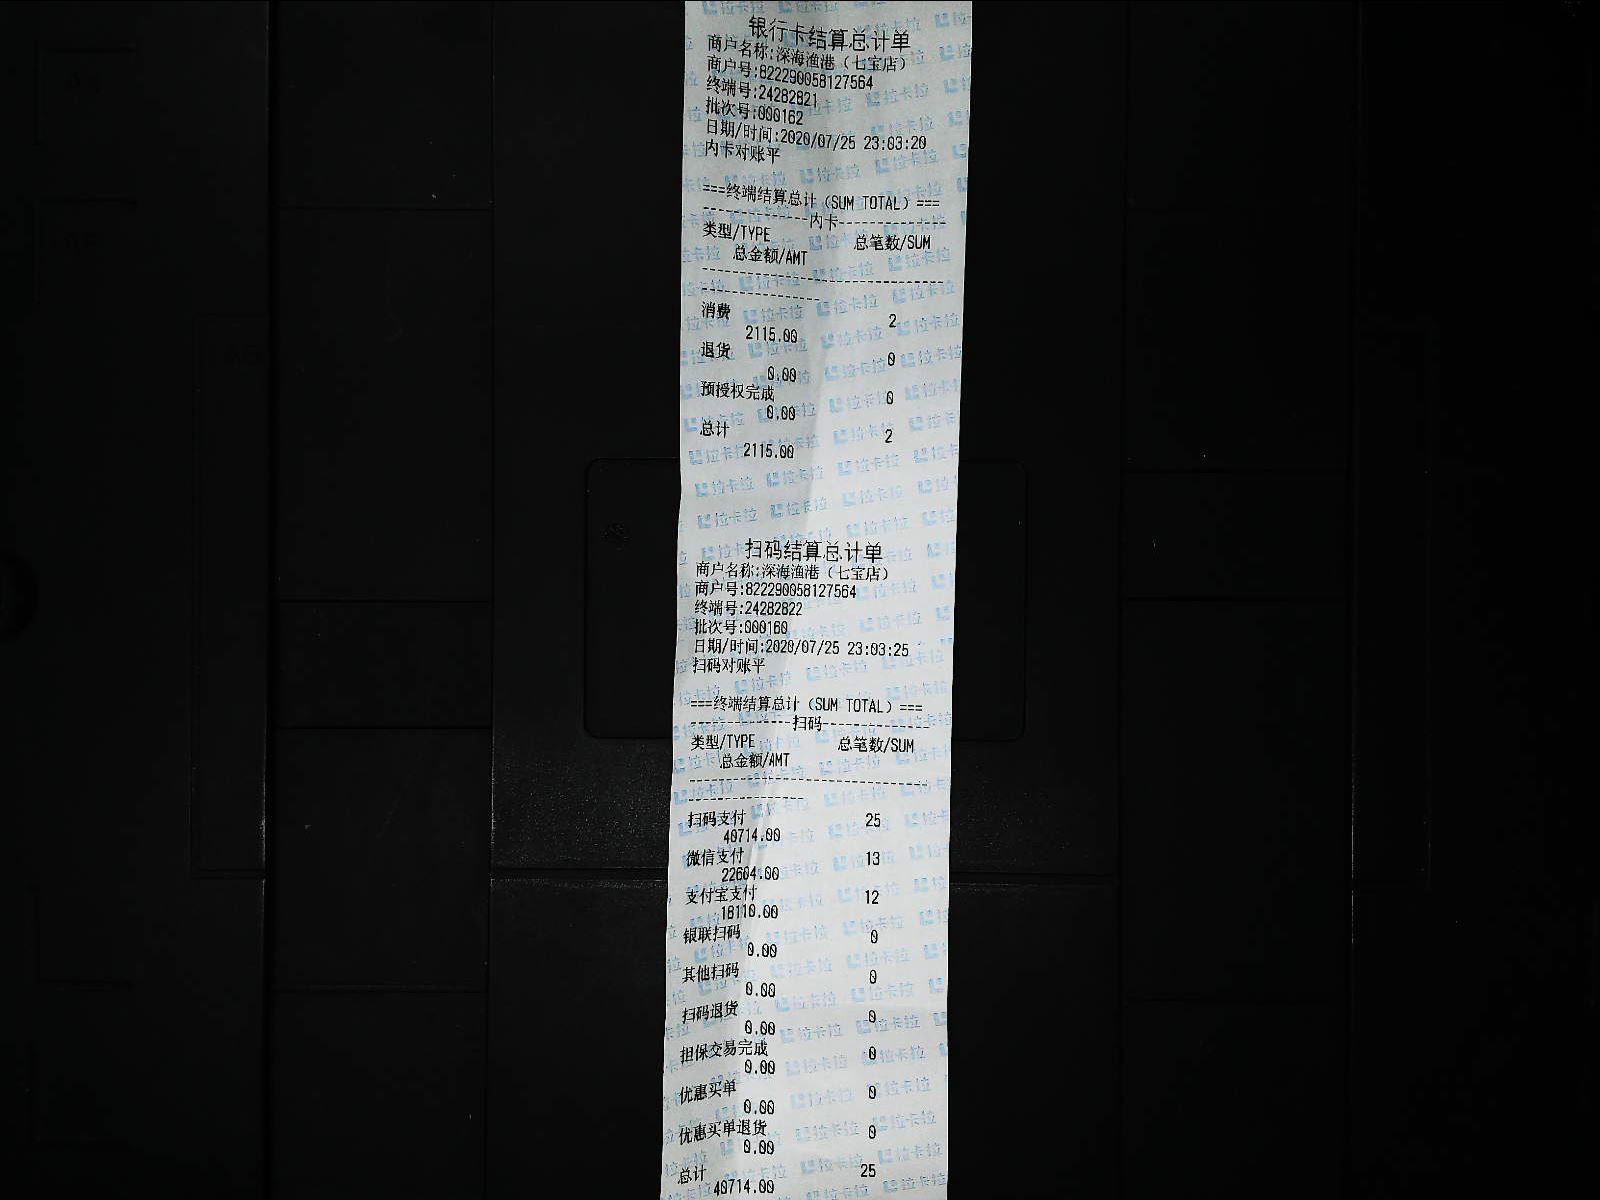 银行卡结算总计单
商户名称:深海渔港（七宝店）
商户号:822290058127564
终端号:24282821
批次号:000162
日期/时间:2020/07/25 23:03:20
内卡对账平
===终端结算总计（SUM TOTAL）===
内卡
类型/TYPE 总笔数/SUM
总金额/AMT
消费 2
2115.00
退货 0
0.00
预授权完成 0
0.00
总计 2
2115.00
扫码结算总计单
商户名称:深海渔港（七宝店）
商户号:822290058127564
终端号:24282822
批次号:000160
日期/时间:2020/07/25 23:03:25
扫码对账平
===终端结算总计（SUM TOTAL）===
扫码
类型/TYPE 总笔数/SUM
总金额/AMT
扫码支付 25
40714.00
微信支付 13
22604.00
支付宝支付 12
18110.00
银联扫码 0
0.00
其他扫码 0
0.00
扫码退货 0
0.00
担保交易完成 0
0.00
优惠买单 0
0.00
优惠买单退货 0
0.00
总计 25
40714.00